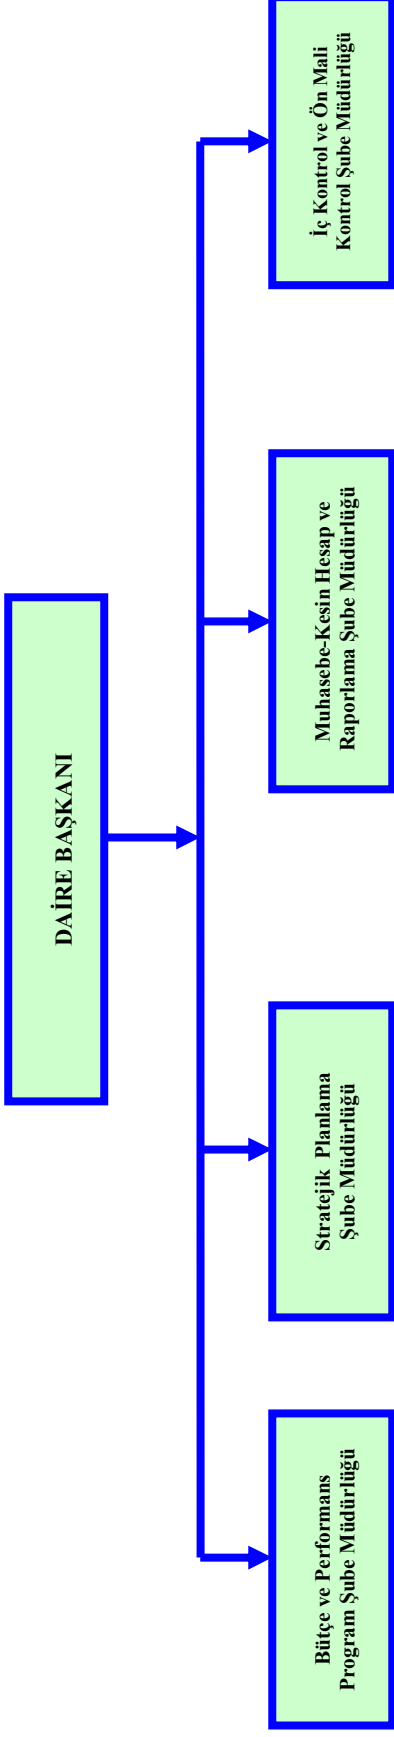 DAİRE BAŞKANI
Bütçe ve Performans
Program Şube Müdürlüğü
Stratejik Planlama
Şube Müdürlüğü
Muhasebe-Kesin Hesap ve
Raporlama Şube Müdürlüğü
İç Kontrol ve Ön Mali
Kontrol Şube Müdürlüğü